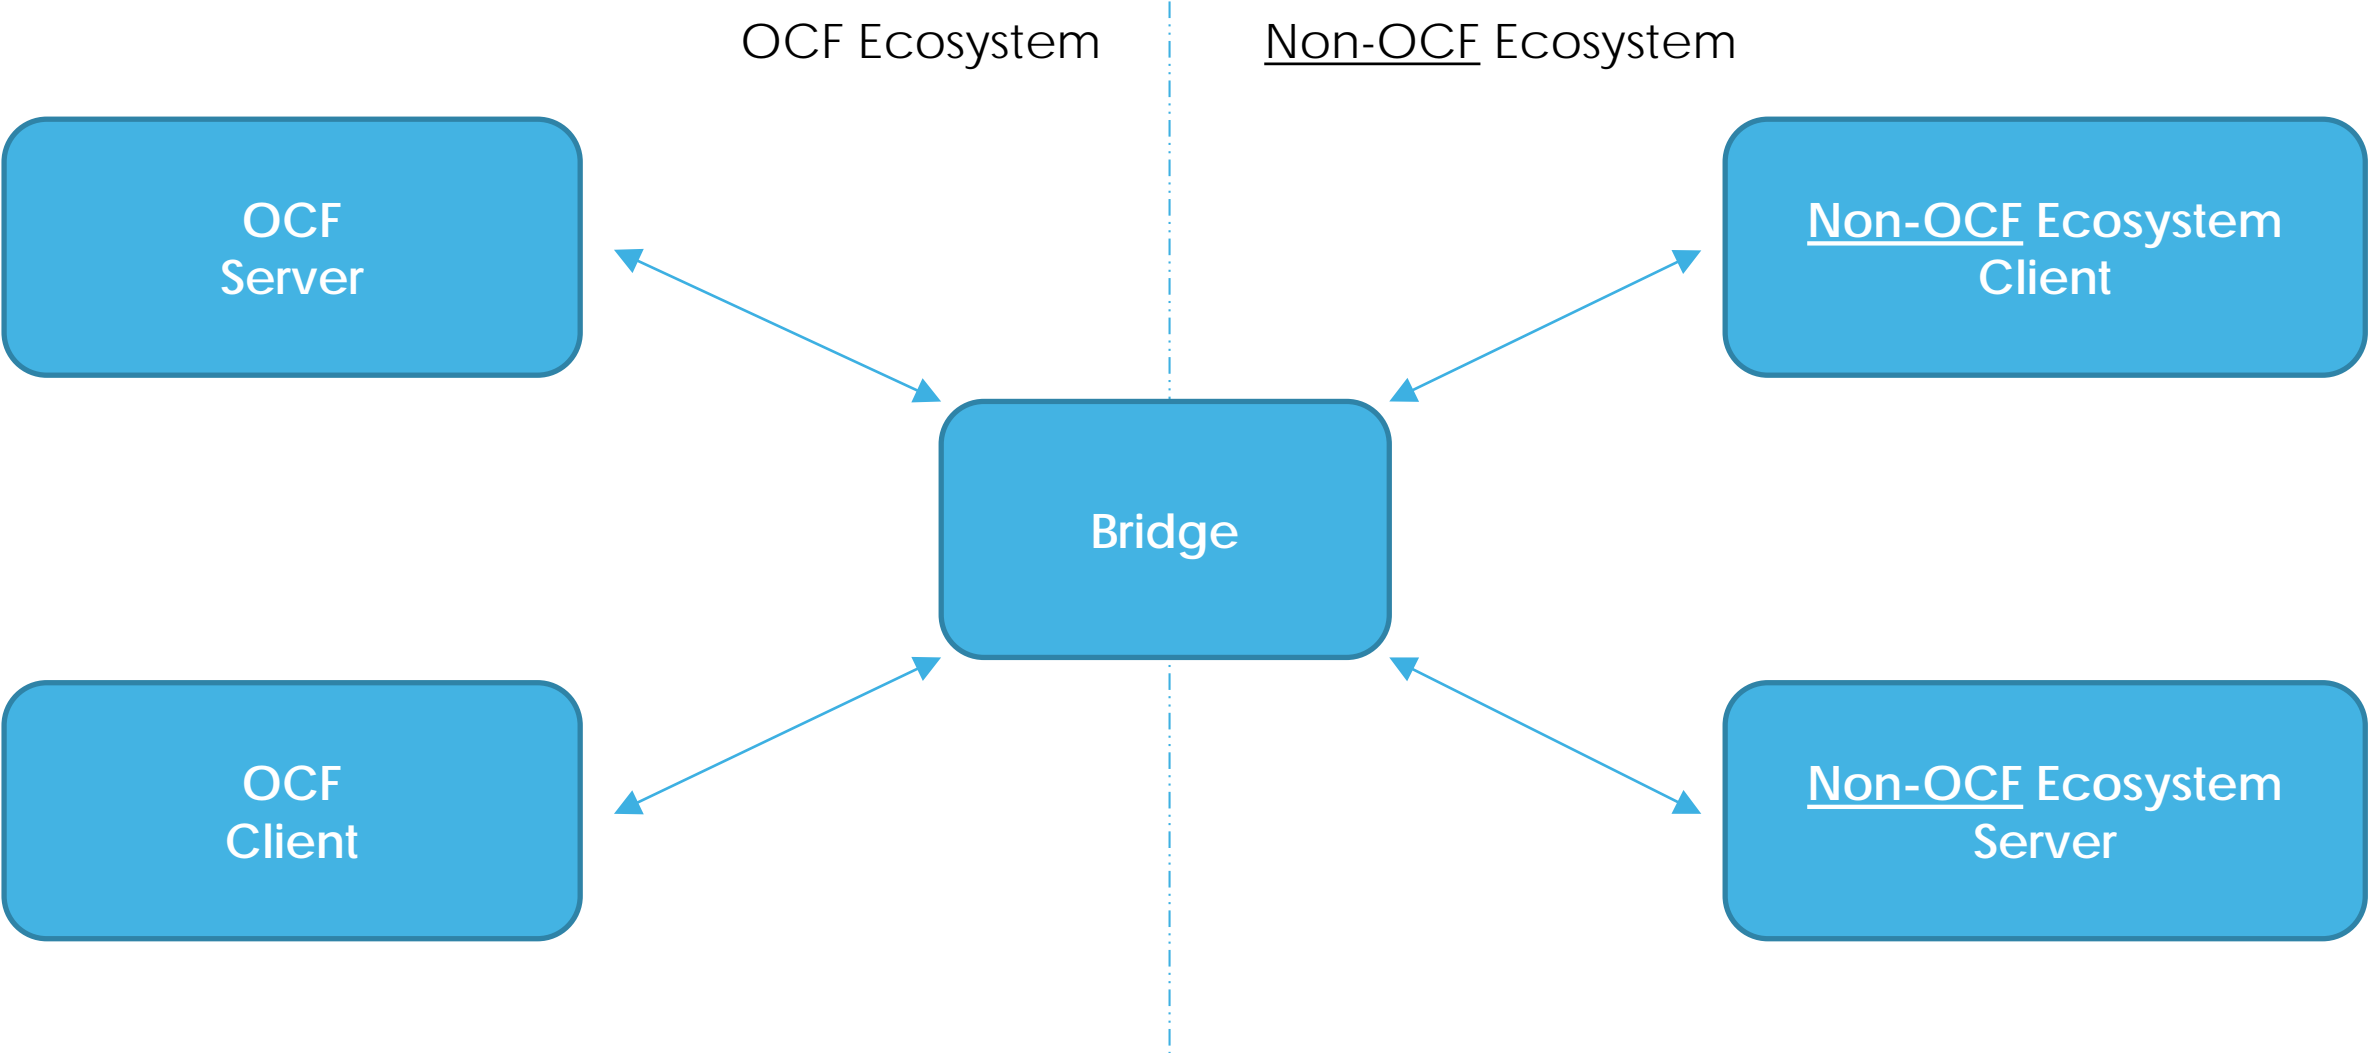 OCF Ecosystem
Non-OCF Ecosystem
OCF
Server
Non-OCF Ecosystem
Client
Bridge
OCF
Client
Non-OCF Ecosystem
Server